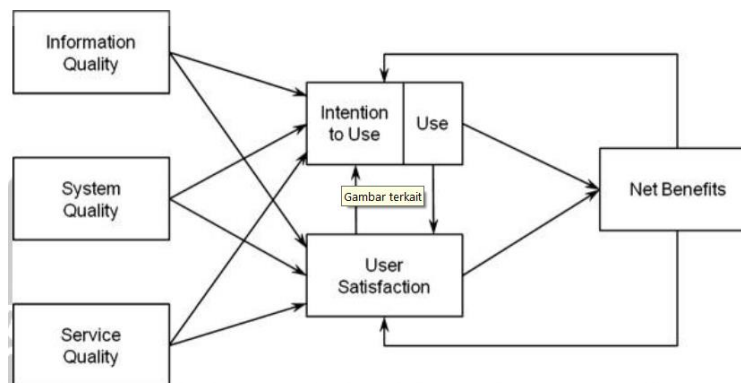 Information
Quality
System
Quality
Service
Quality
Intention
to Use
Use
Gambar terkait
User
Satisfaction
Net Benefits